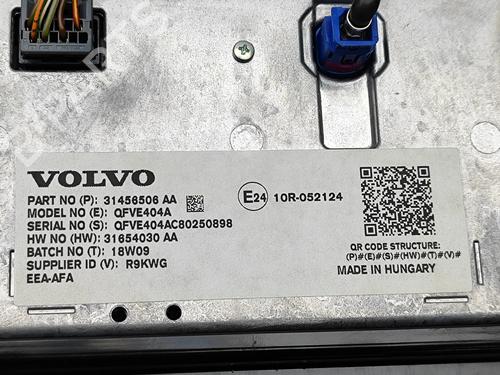 VOLVO
PART NO (P): 31456506 AA
MODEL NO (E): QFVE404A
SERIAL NO (S): QFVE404AC80250898
HW NO (HW): 31654030 AA
BATCH NO (T): 18W09
SUPPLIER ID (V): R9KWG
EEA-AFA
E24 10R-052124
QR CODE STRUCTURE:
(P)#(E)#(S)#(HW)#(T)#(V)#
MADE IN HUNGARY